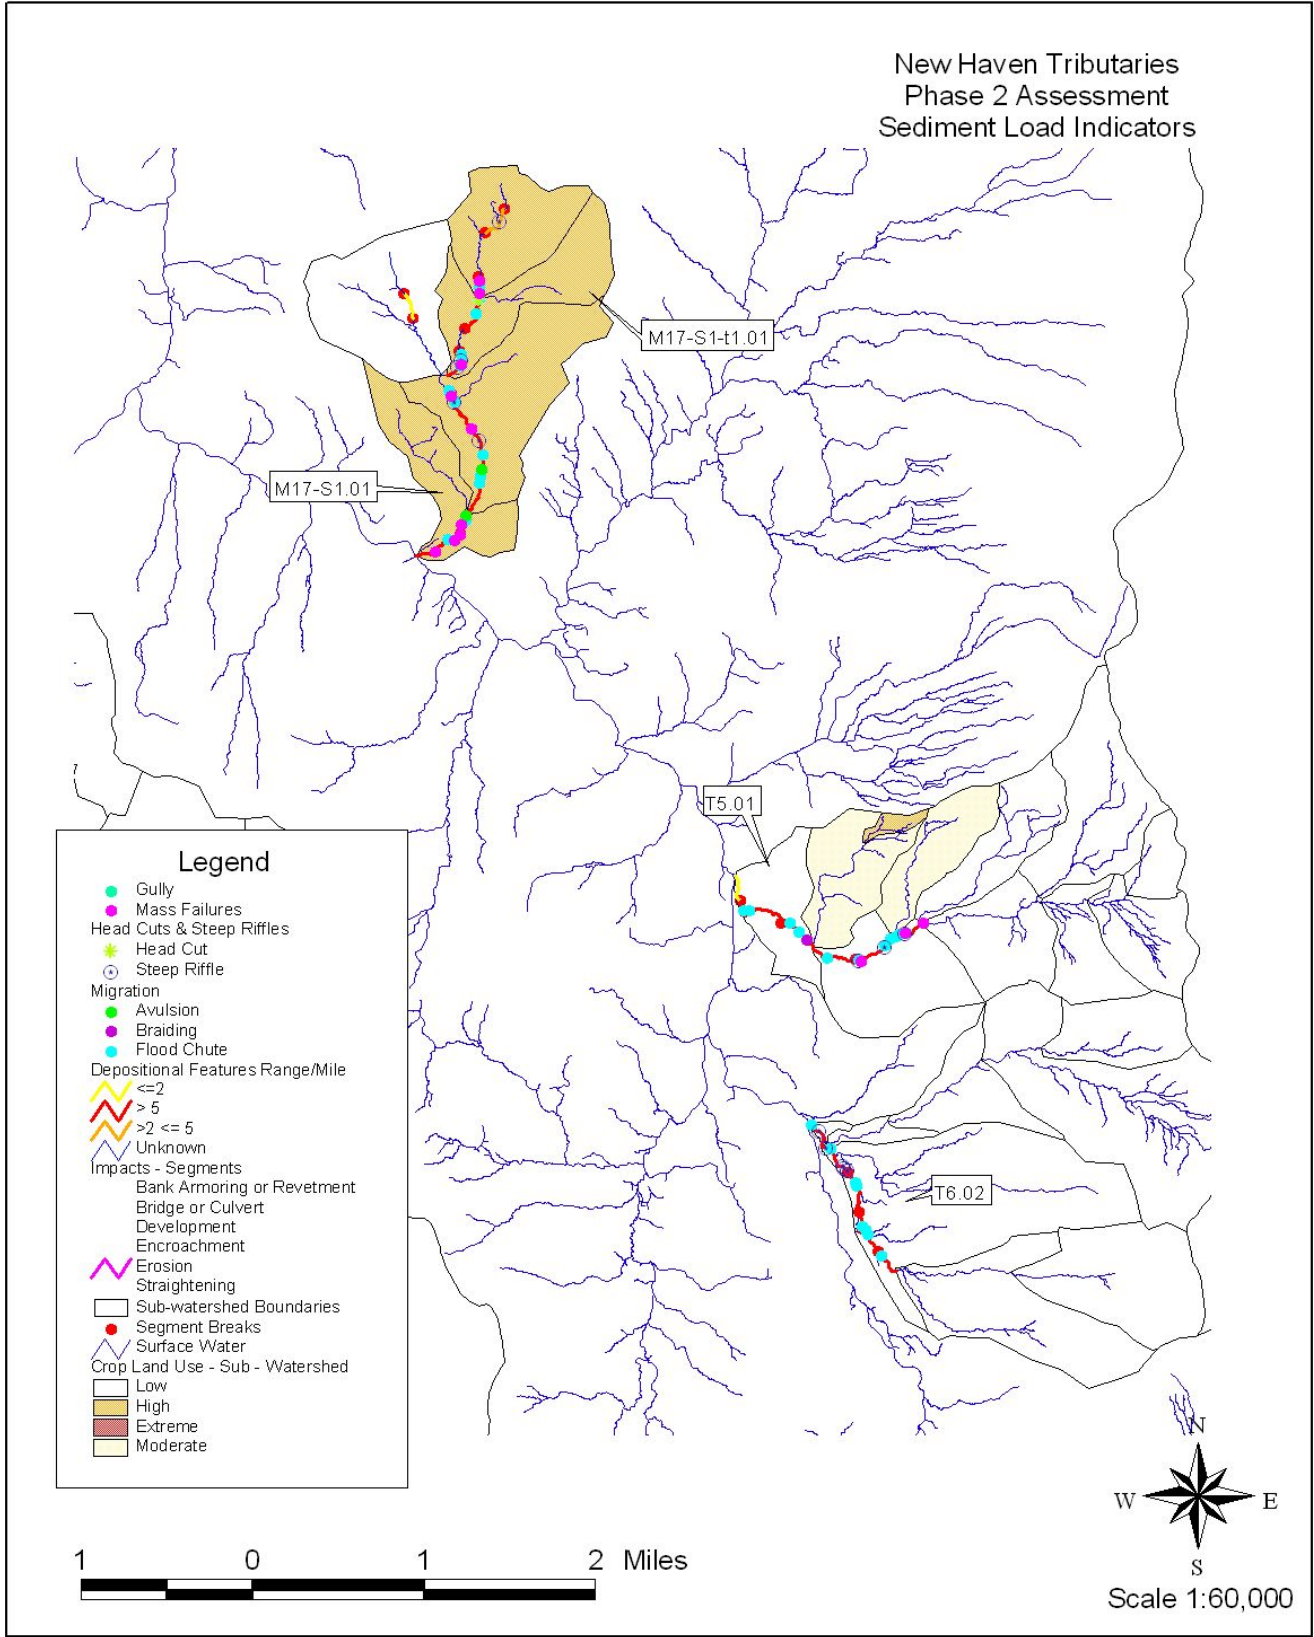 New Haven Tributaries
Phase 2 Assessment
Sediment Load Indicators
M17-S1-t1.01
M17-S1.01
T5.01
T6.02
Legend
Gully
Mass Failures
Head Cuts & Steep Riffles
Head Cut
Steep Riffle
Migration
Avulsion
Braiding
Flood Chute
Depositional Features Range/Mile
<=2
> 5
>2 <= 5
Unknown
Impacts - Segments
Bank Armoring or Revetment
Bridge or Culvert
Development
Encroachment
Erosion
Straightening
Sub-watershed Boundaries
Segment Breaks
Surface Water
Crop Land Use - Sub - Watershed
Low
High
Extreme
Moderate
N
W E
S
1 0 1 2 Miles
Scale 1:60,000